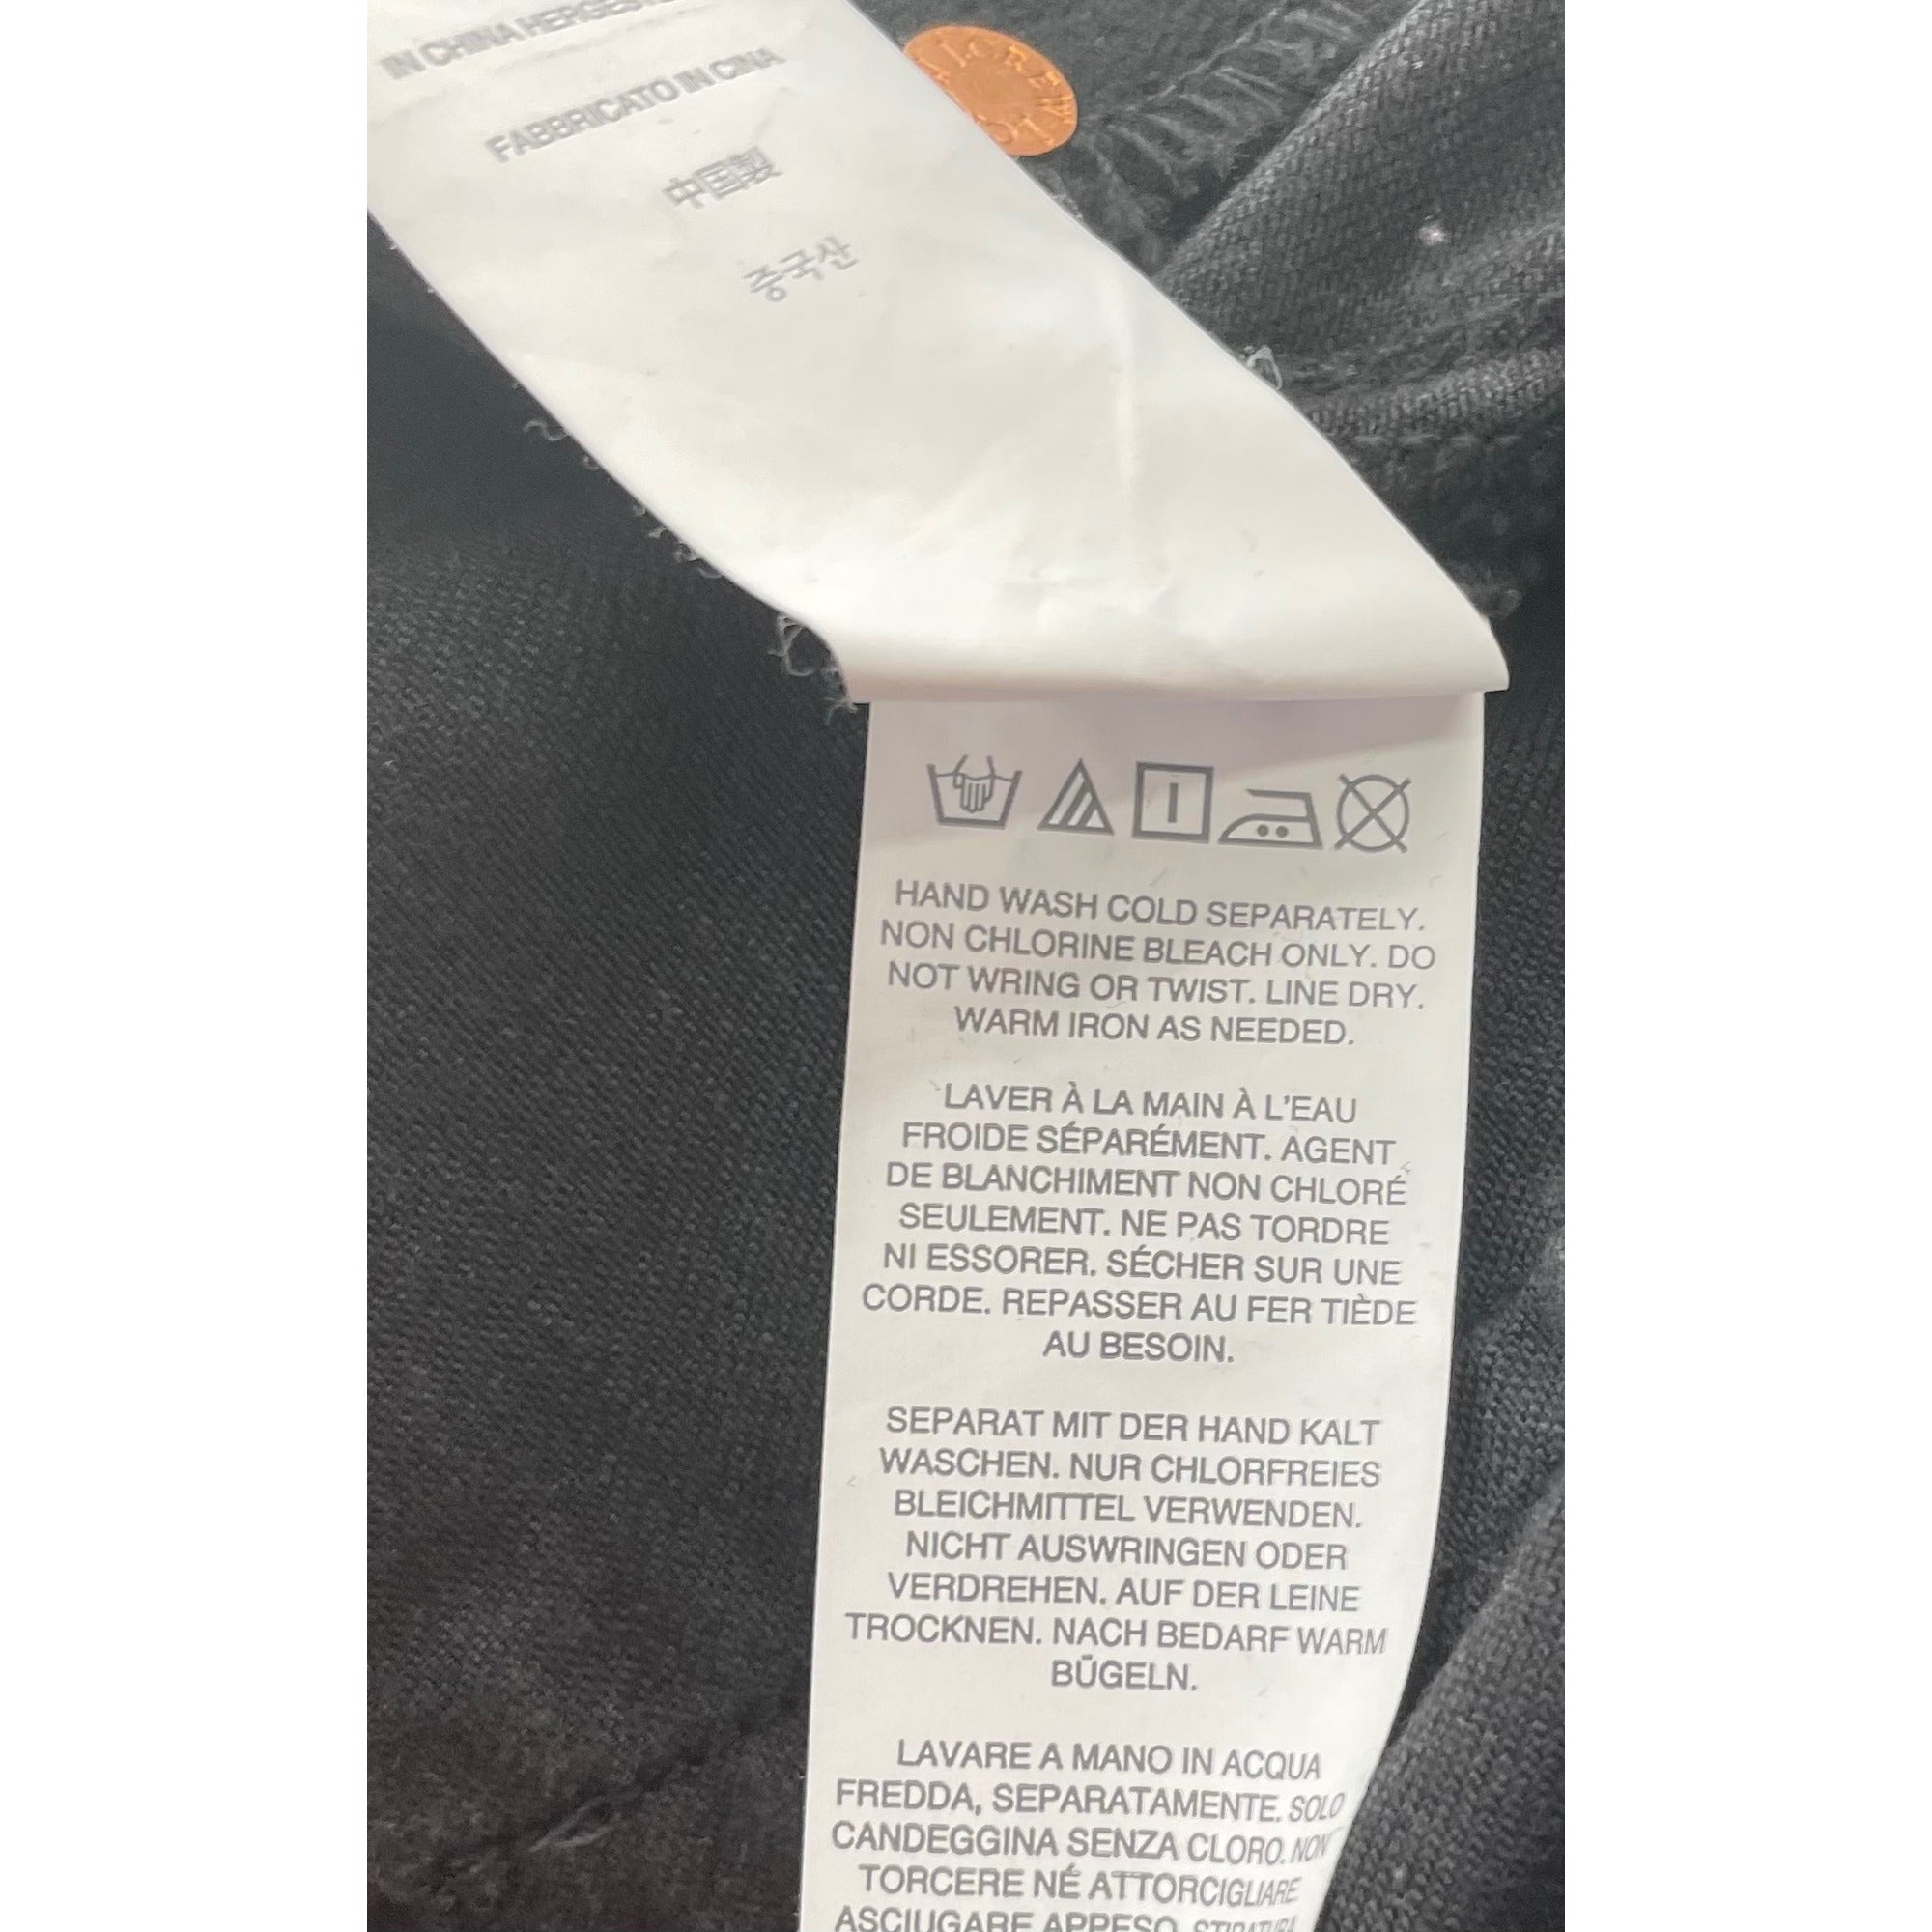 IN CHINA
FABBRICATO IN CINA
中国製
중국산
J.CREW
HAND WASH COLD SEPARATELY.
NON CHLORINE BLEACH ONLY. DO
NOT WRING OR TWIST. LINE DRY.
WARM IRON AS NEEDED.
LAVER À LA MAIN À L'EAU
FROIDE SÉPARÉMENT. AGENT
DE BLANCHIMENT NON CHLORÉ
SEULEMENT. NE PAS TORDRE
NI ESSORER. SÉCHER SUR UNE
CORDE. REPASSER AU FER TIÈDE
AU BESOIN.
SEPARAT MIT DER HAND KALT
WASCHEN. NUR CHLORFREIES
BLEICHMITTEL VERWENDEN.
NICHT AUSWRINGEN ODER
VERDREHEN. AUF DER LEINE
TROCKNEN. NACH BEDARF WARM
BÜGELN.
LAVARE A MANO IN ACQUA
FREDDA, SEPARATAMENTE. SOLO
CANDEGGINA SENZA CLORO. NON
TORCERE NÉ ATTORCIGLIARE
ASCIUGARE APPESO. STIRATURA